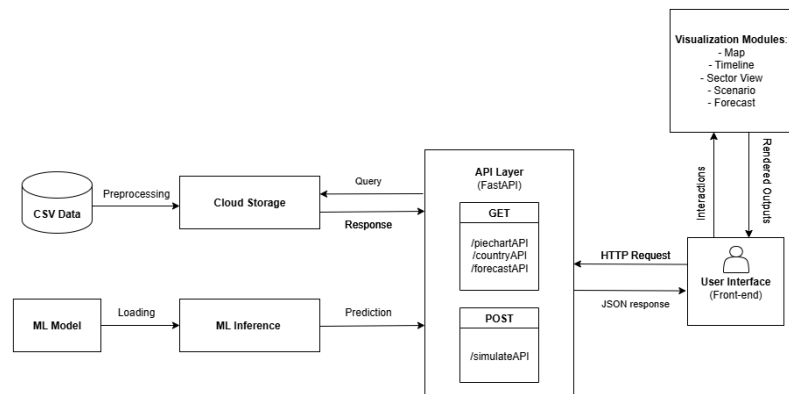 Visualization Modules:
- Map
- Timeline
- Sector View
- Scenario
- Forecast
Interactions
Rendered Outputs
CSV Data
Preprocessing
Cloud Storage
Query
Response
API Layer
(FastAPI)
GET
/piechartAPI
/countryAPI
/forecastAPI
POST
/simulateAPI
HTTP Request
JSON response
User Interface
(Front-end)
ML Model
Loading
ML Inference
Prediction